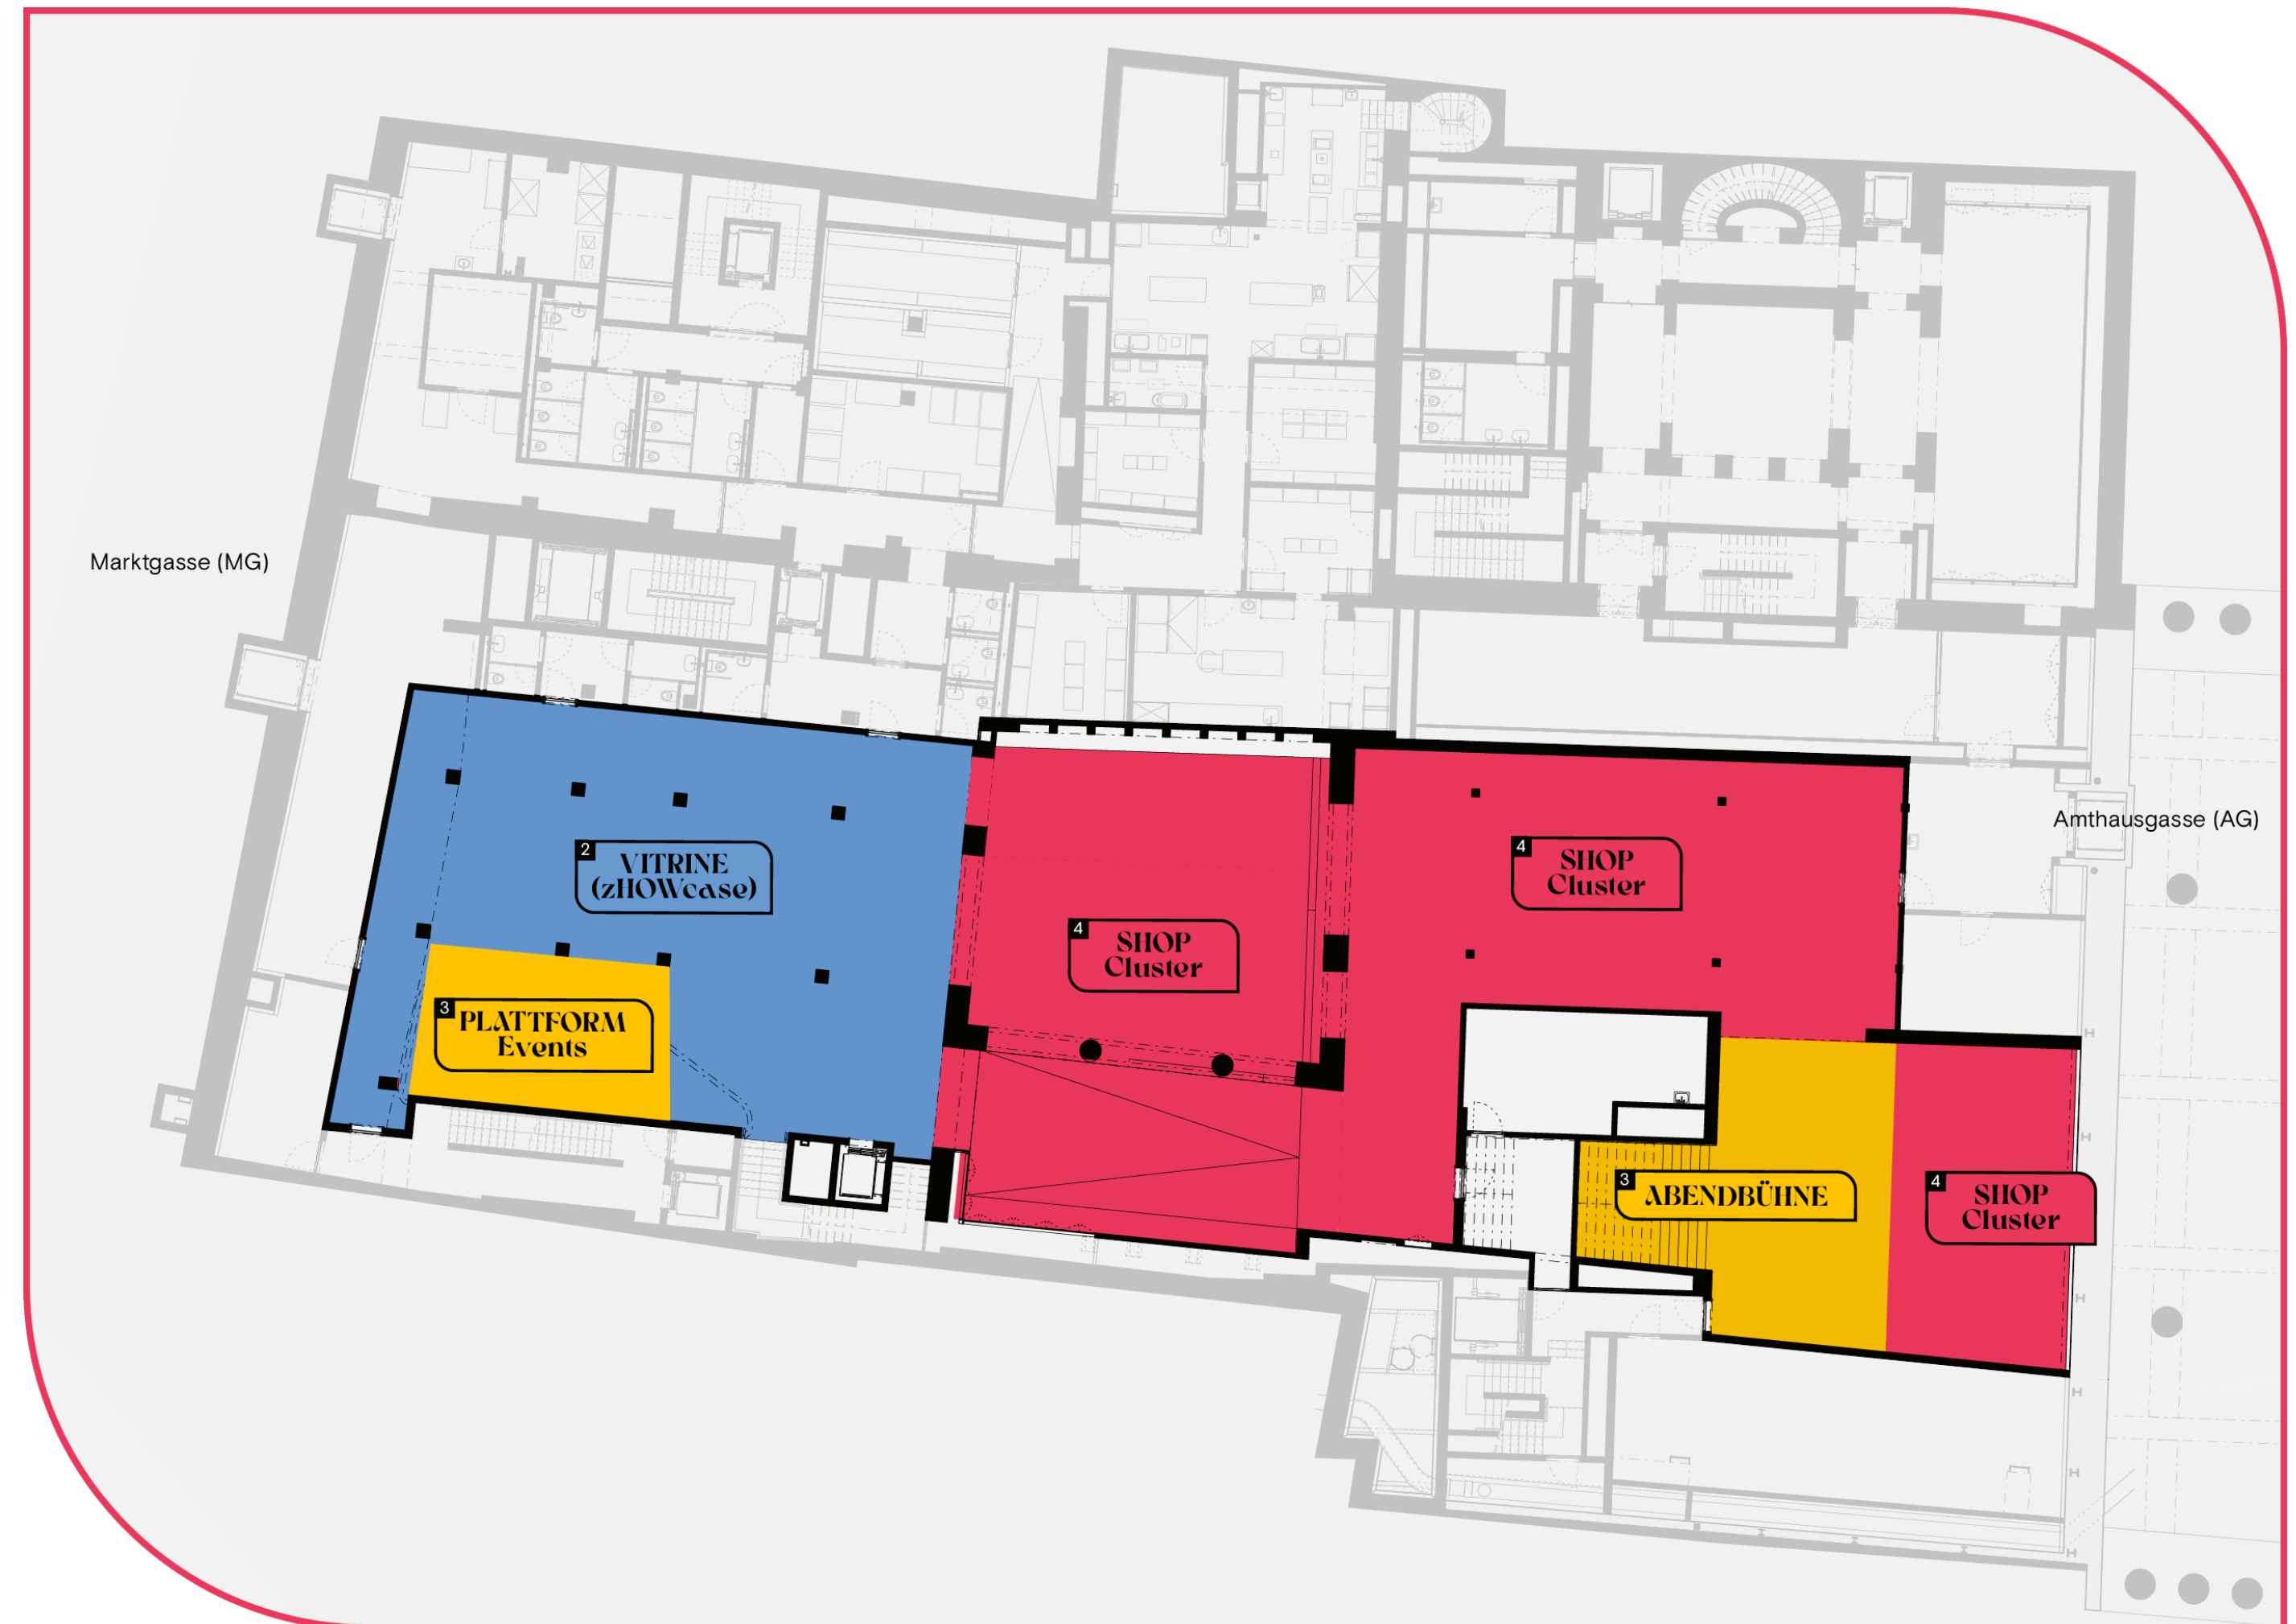 Marktgasse (MG)
Amthausgasse (AG)
2
VITRINE
(zHOWcase)
4
SHOP
Cluster
4
SHOP
Cluster
3
PLATTFORM
Events
3
ABENDBÜHNE
4
SHOP
Cluster